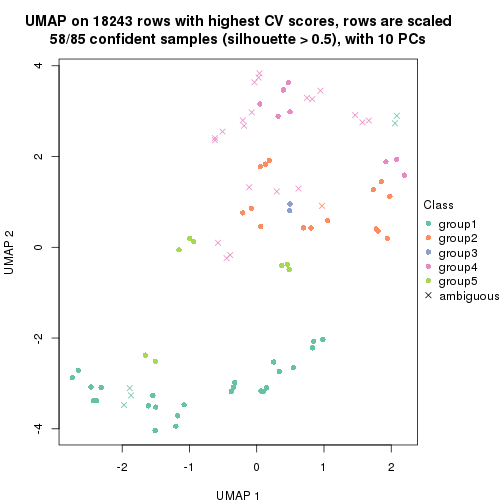 UMAP on 18243 rows with highest CV scores, rows are scaled
58/85 confident samples (silhouette > 0.5), with 10 PCs
4
2
0
-2
-4
UMAP 2
-2
-1
0
1
2
UMAP 1
Class
group1
group2
group3
group4
group5
ambiguous